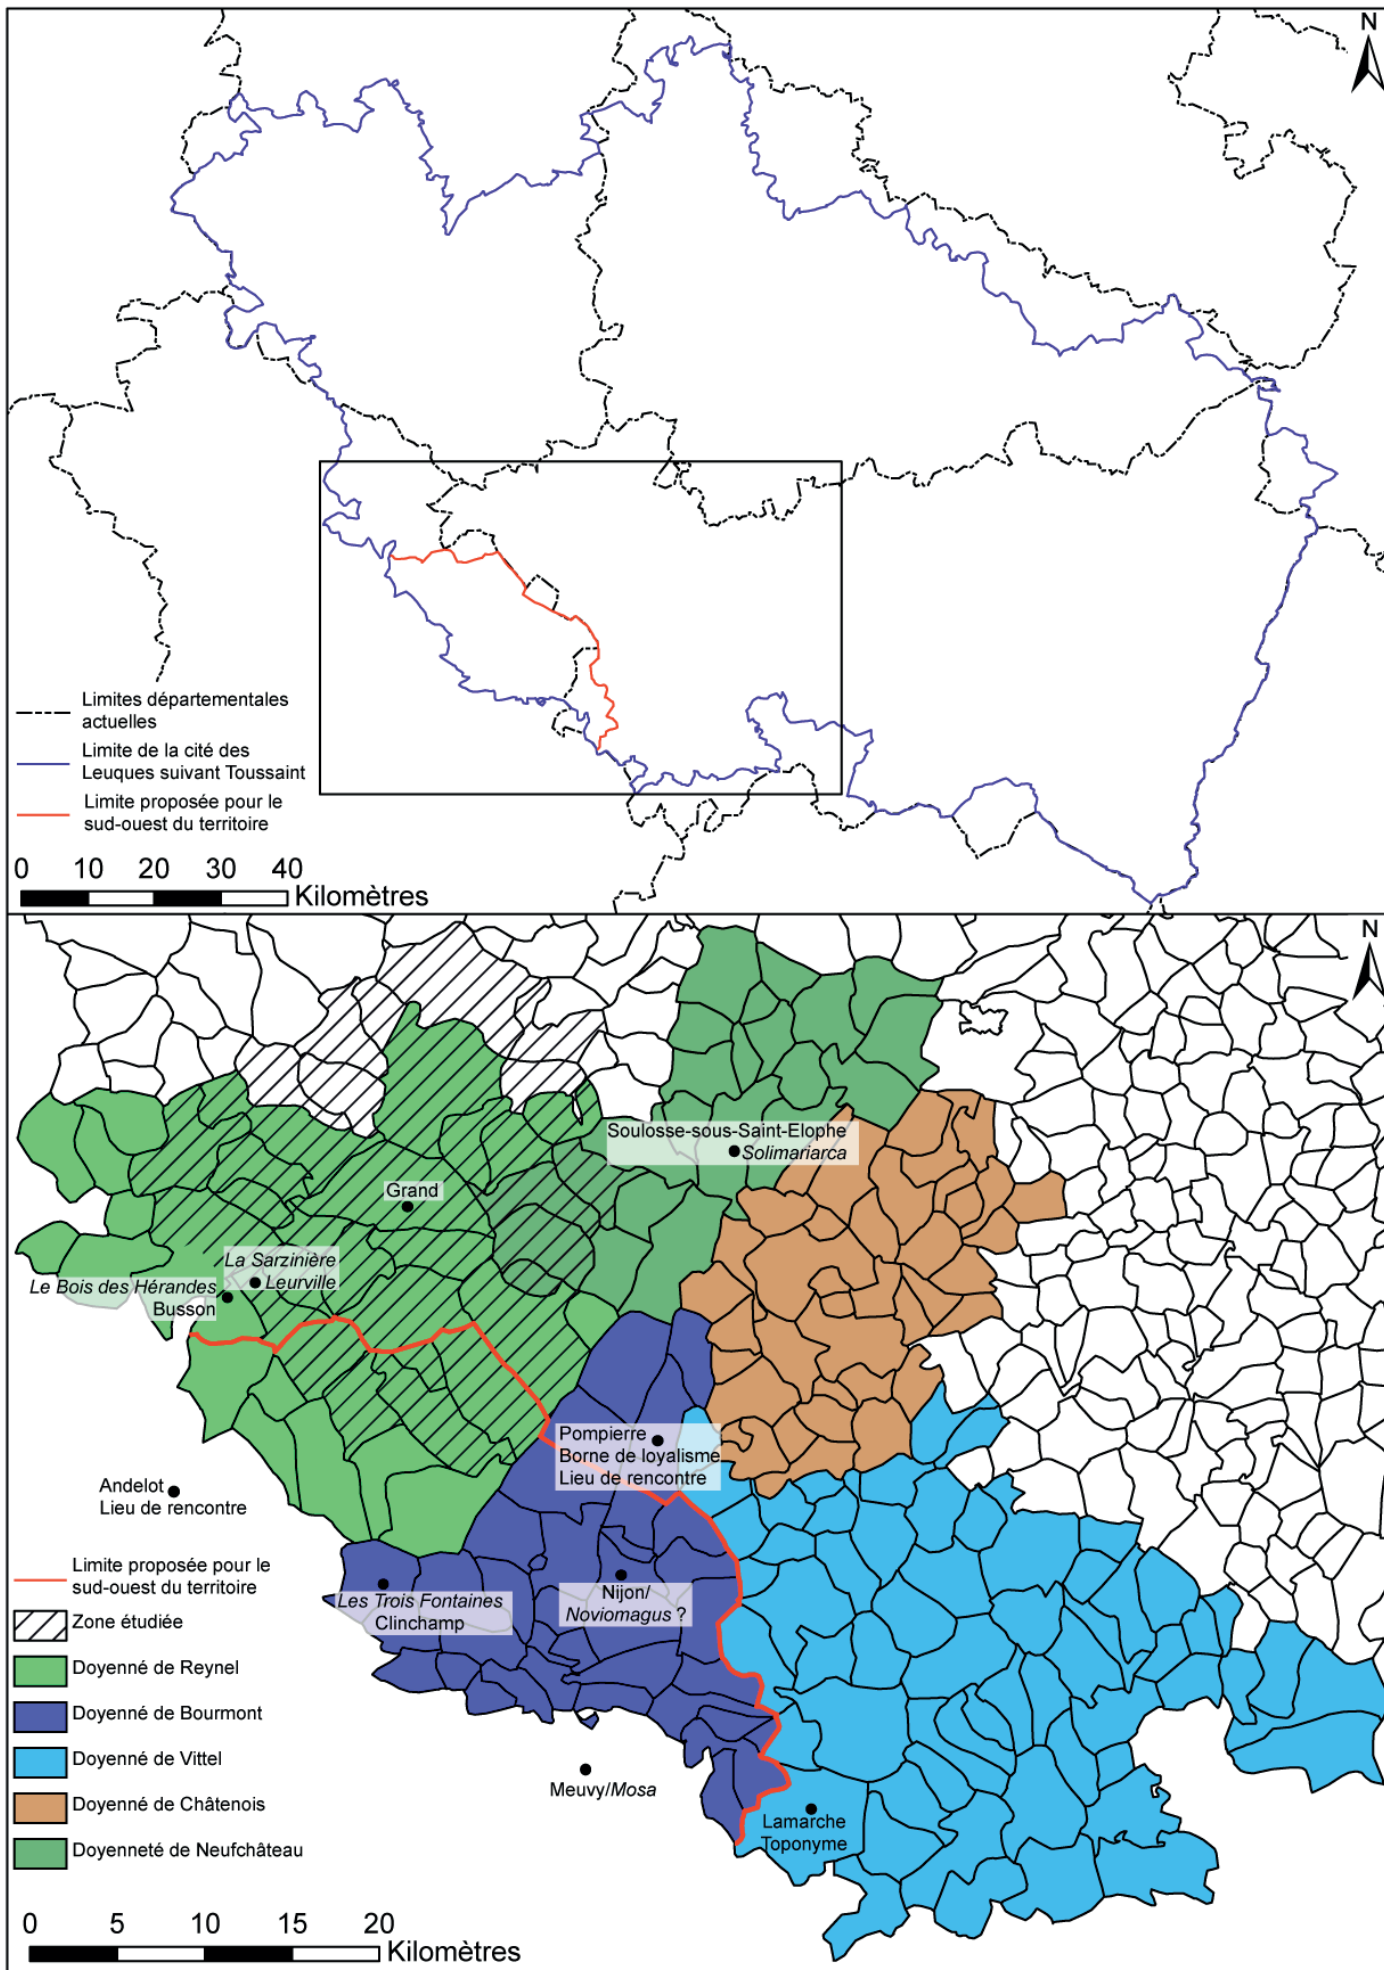 N
Limites départementales
actuelles
Limite de la cité des
Leuques suivant Toussaint
Limite proposée pour le
sud-ouest du territoire
0 10 20 30 40
Kilomètres
N
Soulosse-sous-Saint-Elophe
Solimariarca
Grand
La Sarzinière
Leurville
Le Bois des Hérandes
Busson
Pompierre
Borne de loyalisme
Lieu de rencontre
Andelot
Lieu de rencontre
Les Trois Fontaines
Clinchamp
Nijon/
Noviomagus ?
Meuvy/Mosa
Lamarche
Toponyme
Limite proposée pour le
sud-ouest du territoire
Zone étudiée
Doyenné de Reynel
Doyenné de Bourmont
Doyenné de Vittel
Doyenné de Châtenois
Doyenneté de Neufchâteau
0 5 10 15 20
Kilomètres